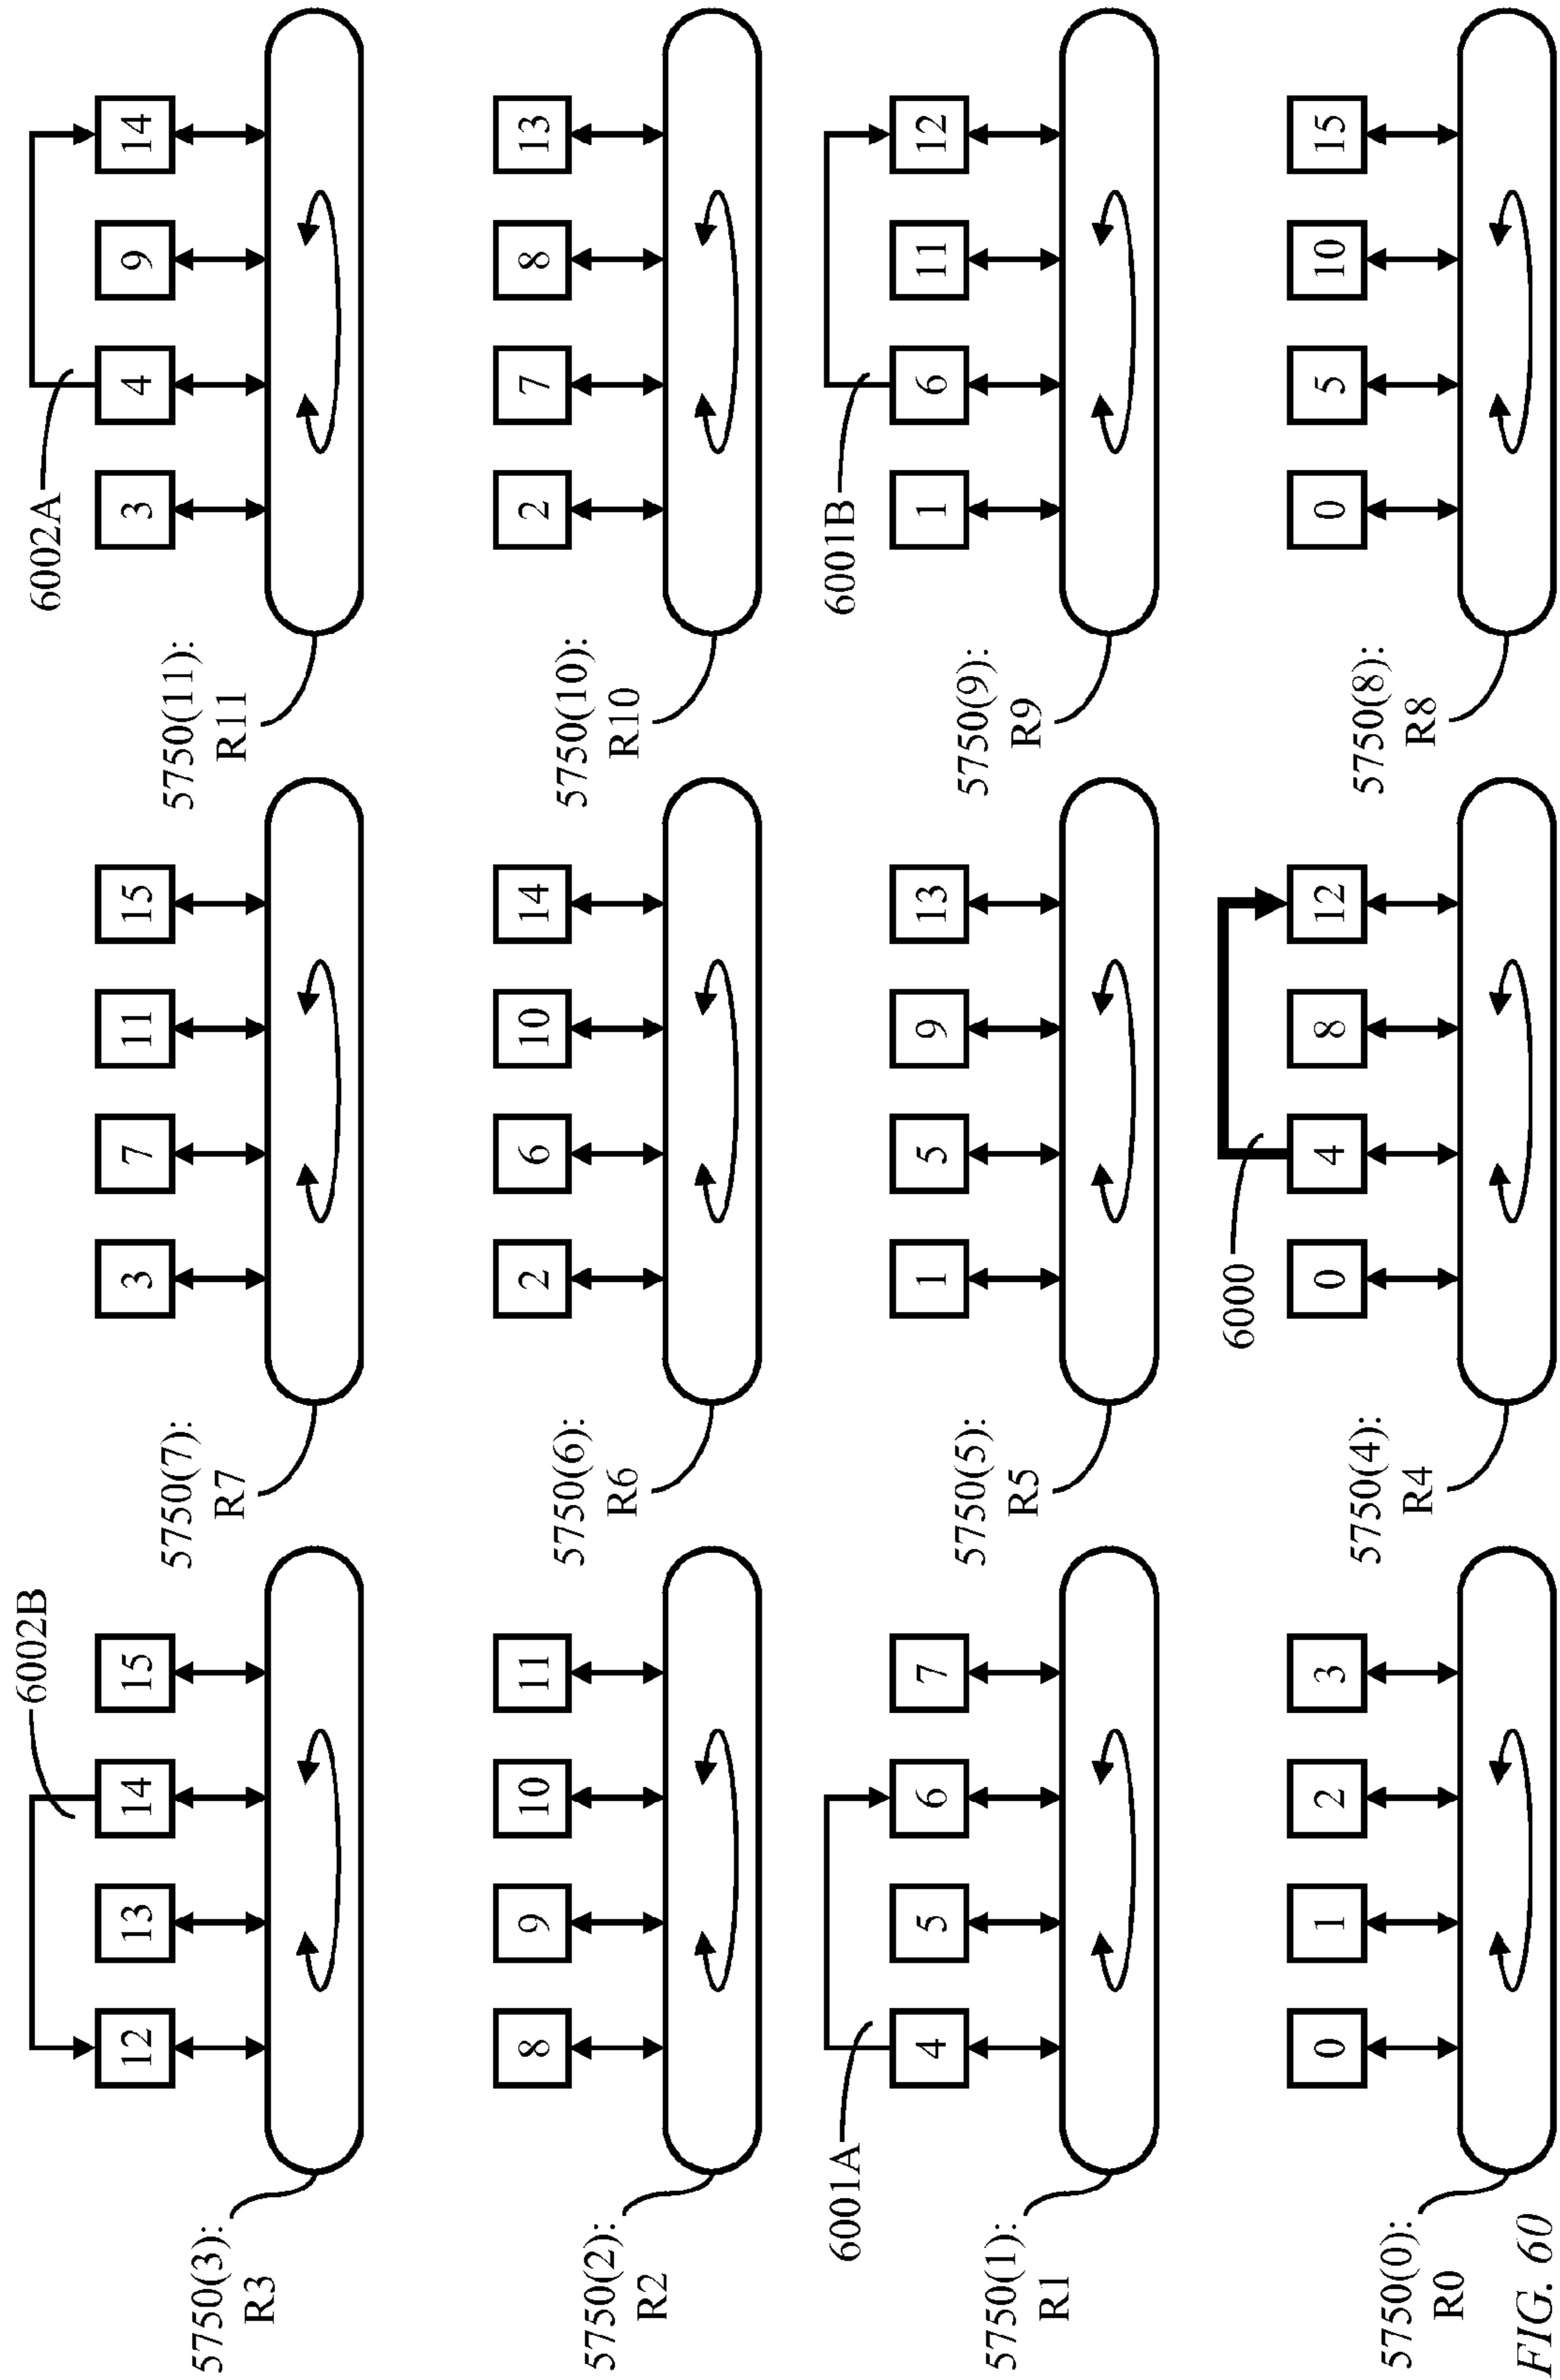 6002B 6002A
12 13 14 15 3 7 11 15 3 4 9 14
5750(3): 5750(7): 5750(11):
R3 R7 R11
8 9 10 11 2 6 10 14 2 7 8 13
5750(2): 5750(6): 5750(10):
R2 R6 R10
6001A 6001B
4 5 6 7 1 5 9 13 1 6 11 12
5750(1): 5750(5): 5750(9):
R1 R5 R9
6000
0 1 2 3 0 4 8 12 0 5 10 15
5750(0): 5750(4): 5750(8):
R0 R4 R8
FIG. 60